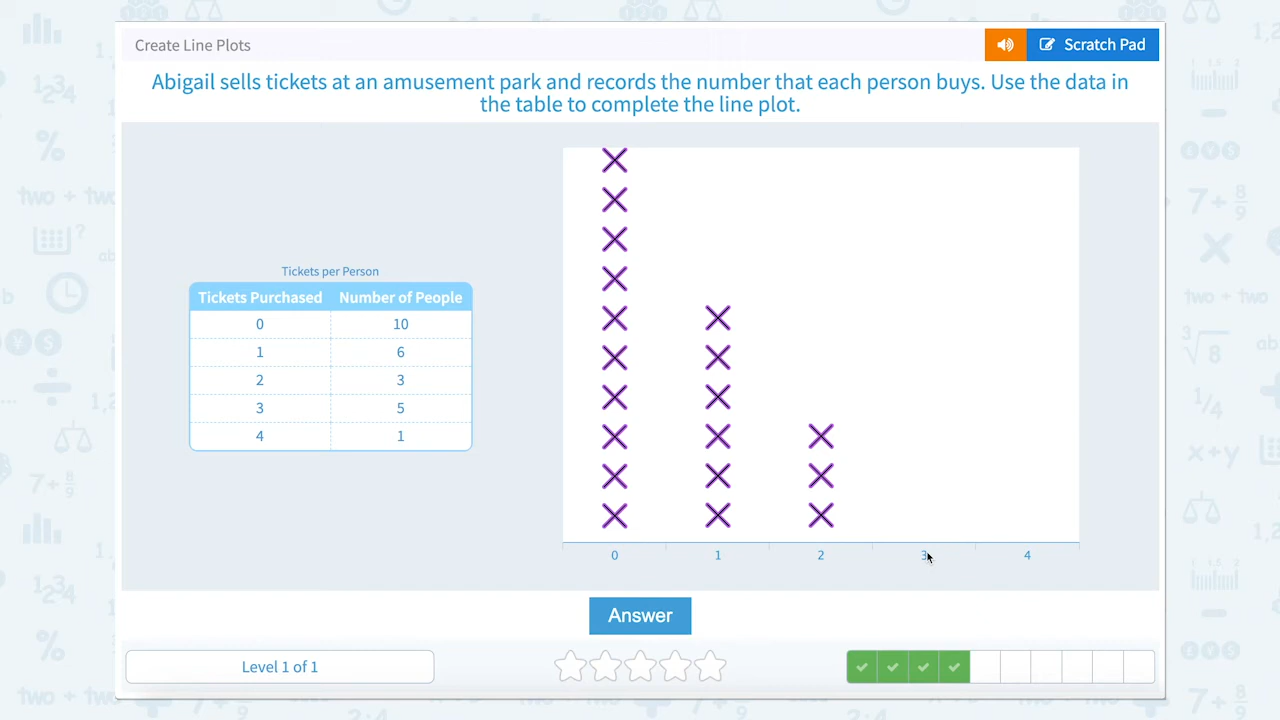 Create Line Plots
Scratch Pad
Abigail sells tickets at an amusement park and records the number that each person buys. Use the data in
the table to complete the line plot.
Tickets per Person
Tickets Purchased Number of People
0 10
1 6
2 3
3 5
4 1
0 1 2 3 4
Answer
Level 1 of 1